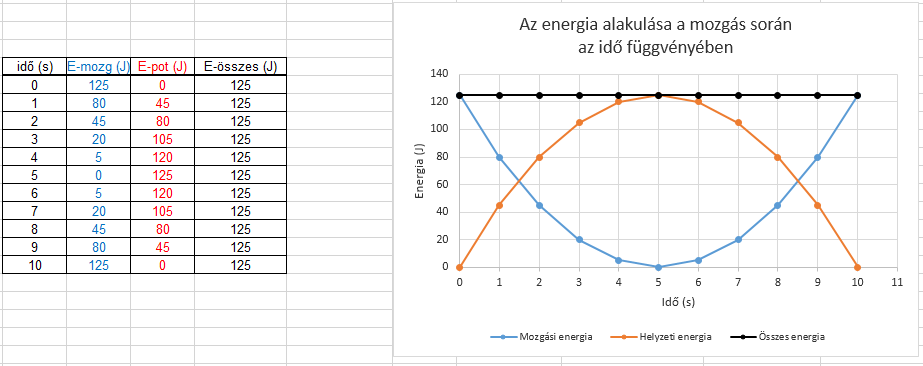 idő (s) E-mozg (J) E-pot (J) E-összes (J)
0 125 0 125
1 80 45 125
2 45 80 125
3 20 105 125
4 5 120 125
5 0 125 125
6 5 120 125
7 20 105 125
8 45 80 125
9 80 45 125
10 125 0 125
Az energia alakulása a mozgás során
az idő függvényében
Energia (J)
140
120
100
80
60
40
20
0
0 1 2 3 4 5 6 7 8 9 10 11
Idő (s)
Mozgási energia Helyzeti energia Összes energia